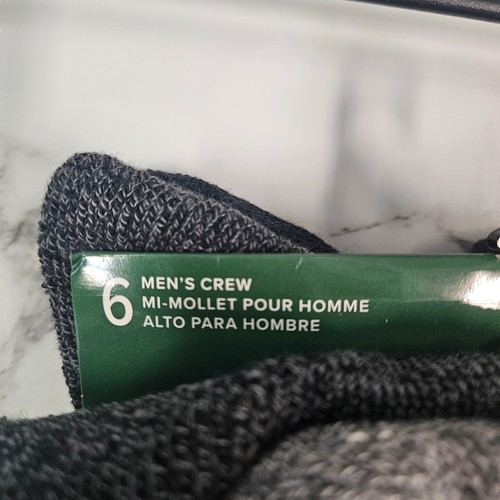 6
MEN'S CREW
MI-MOLLET POUR HOMME
ALTO PARA HOMBRE